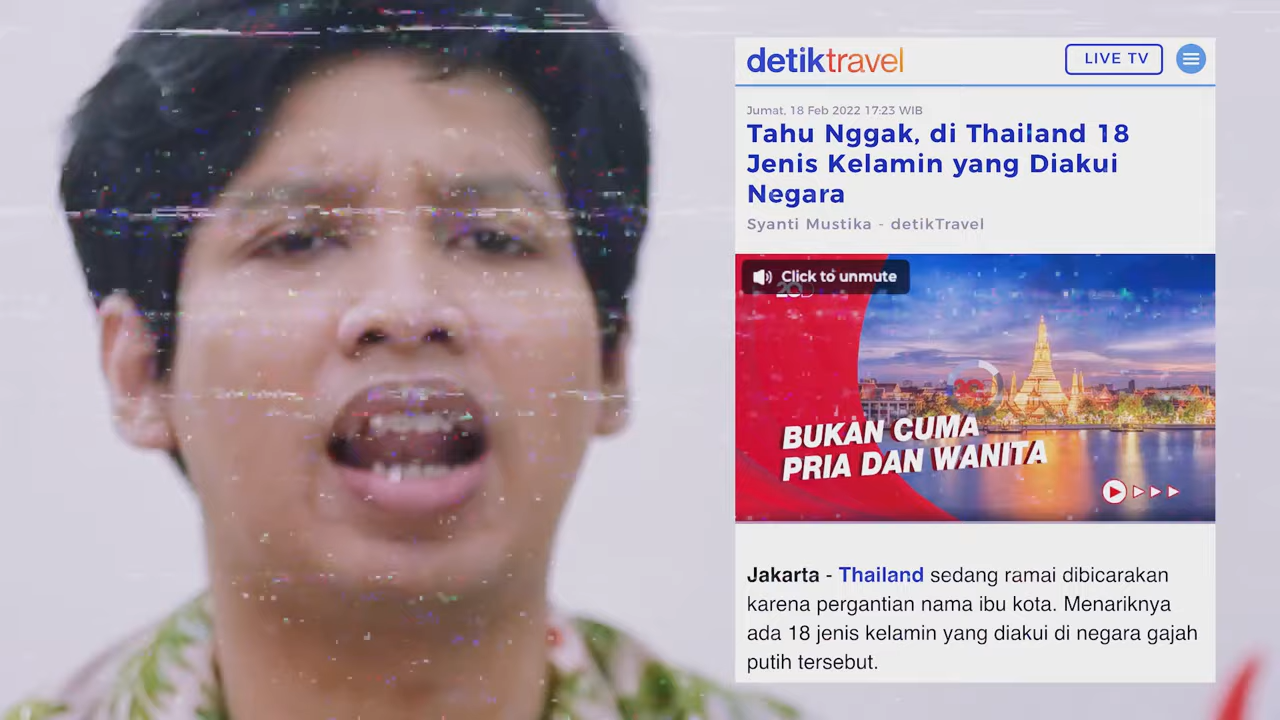 detiktravel
LIVE TV
Jumat, 18 Feb 2022 17:23 WIB
Tahu Nggak, di Thailand 18
Jenis Kelamin yang Diakui
Negara
Syanti Mustika - detikTravel
Click to unmute
BUKAN CUMA
PRIA DAN WANITA
Jakarta - Thailand sedang ramai dibicarakan
karena pergantian nama ibu kota. Menariknya
ada 18 jenis kelamin yang diakui di negara gajah
putih tersebut.